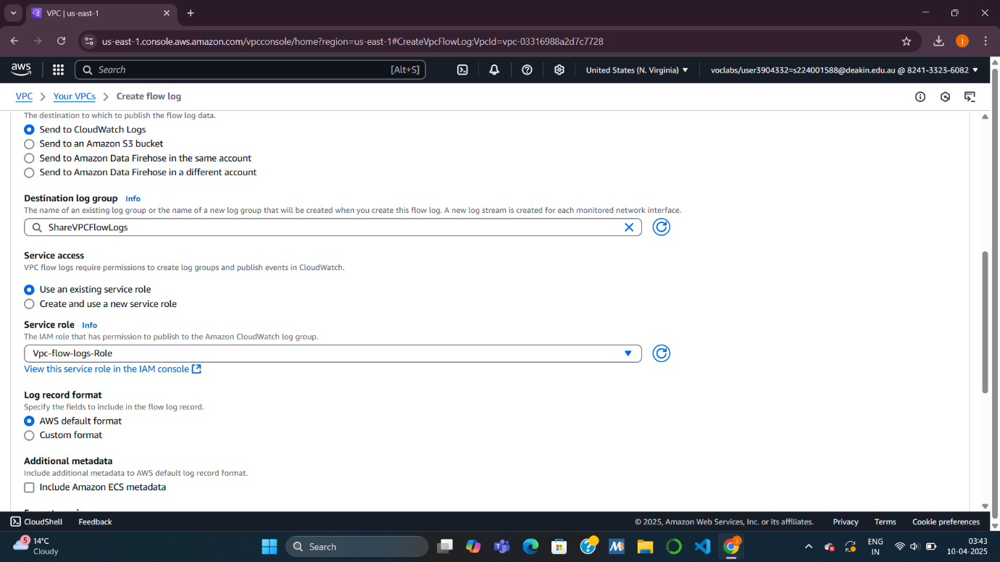 VPC | us-east-1
us-east-1.console.aws.amazon.com/vpcconsole/home?region=us-east-1#CreateVpcFlowLog:VpcId=vpc-03316988a2d7c7728
j
aws
Search [Alt+S]
United States (N. Virginia)
voclabs/user3904332=s224001588@deakin.edu.au @ 8241-3323-6082
VPC > Your VPCs > Create flow log
The destination to which to publish the flow log data.
Send to CloudWatch Logs
Send to an Amazon S3 bucket
Send to Amazon Data Firehose in the same account
Send to Amazon Data Firehose in a different account
Destination log group Info
The name of an existing log group or the name of a new log group that will be created when you create this flow log. A new log stream is created for each monitored network interface.
ShareVPCFlowLogs
Service access
VPC flow logs require permissions to create log groups and publish events in CloudWatch.
Use an existing service role
Create and use a new service role
Service role Info
The IAM role that has permission to publish to the Amazon CloudWatch log group.
Vpc-flow-logs-Role
View this service role in the IAM console
Log record format
Specify the fields to include in the flow log record.
AWS default format
Custom format
Additional metadata
Include additional metadata to AWS default log record format.
Include Amazon ECS metadata
CloudShell Feedback
© 2025, Amazon Web Services, Inc. or its affiliates. Privacy Terms Cookie preferences
5
14°C
Cloudy
Search
ENG
IN
03:43
10-04-2025